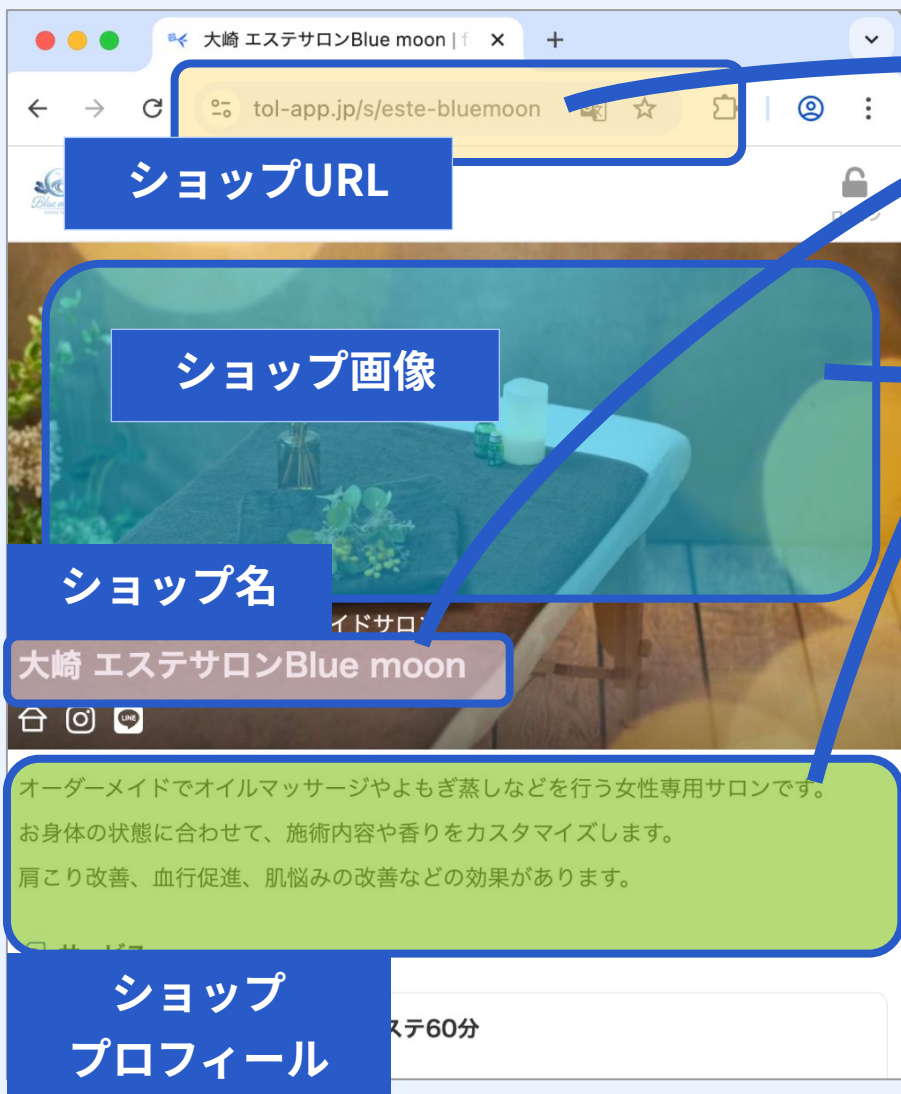 大崎 エステサロンBlue moon |
tol-app.jp/s/este-bluemoon
ショップURL
ショップ画像
ショップ名
イドサロン
大崎 エステサロンBlue moon
LINE
オーダーメイドでオイルマッサージやよもぎ蒸しなどを行う女性専用サロンです。
お身体の状態に合わせて、施術内容や香りをカスタマイズします。
肩こり改善、血行促進、肌悩みの改善などの効果があります。
サービス
ショップ
プロフィール
ステ60分